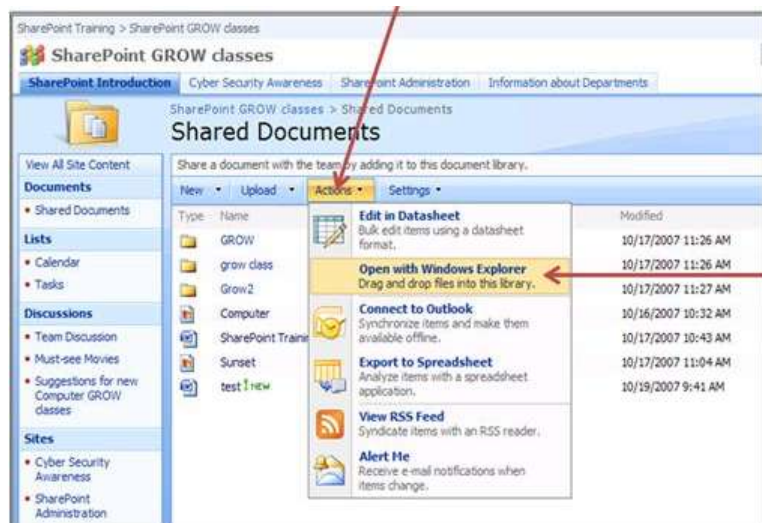 SharePoint Training > SharePoint GROW classes
SharePoint GROW classes
SharePoint Introduction Cyber Security Awareness SharePoint Administration Information about Departments
SharePoint GROW classes > Shared Documents
Shared Documents
Share a document with the team by adding it to this document library.
New Upload Actions Settings
Type Name Modified
GROW 10/17/2007 11:26 AM
grow class 10/17/2007 11:26 AM
Grow2 10/17/2007 11:27 AM
Computer 10/16/2007 10:32 AM
SharePoint Trainin 10/17/2007 10:43 AM
Sunset 10/17/2007 11:04 AM
test ! NEW 10/19/2007 9:41 AM
Edit in Datasheet
Bulk edit items using a datasheet
format.
Open with Windows Explorer
Drag and drop files into this library.
Connect to Outlook
Synchronize items and make them
available offline.
Export to Spreadsheet
Analyze items with a spreadsheet
application.
View RSS Feed
Syndicate items with an RSS reader.
Alert Me
Receive e-mail notifications when
items change.
View All Site Content
Documents
Shared Documents
Lists
Calendar
Tasks
Discussions
Team Discussion
Must-see Movies
Suggestions for new
Computer GROW
classes
Sites
Cyber Security
Awareness
SharePoint
Administration